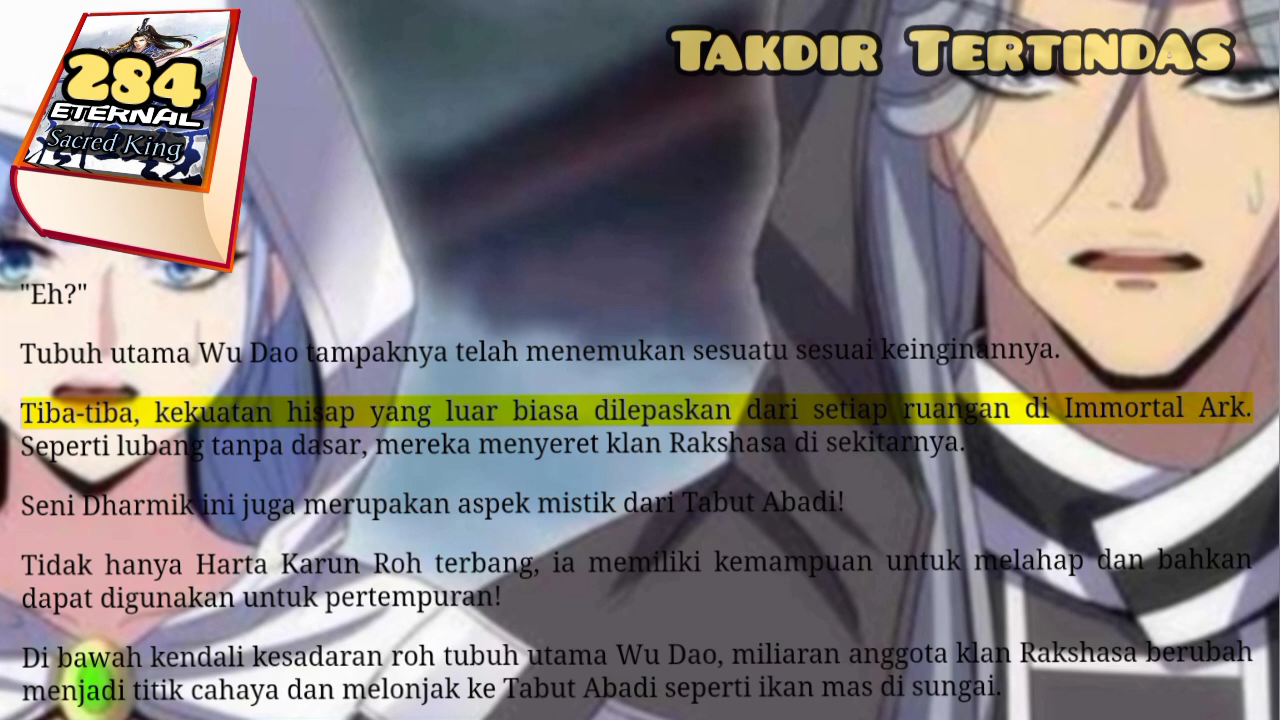 284
ETERNAL
Sacred King
TAKDIR TERTINDAS
"Eh?"
Tubuh utama Wu Dao tampaknya telah menemukan sesuatu sesuai keinginannya.
Tiba-tiba, kekuatan hisap yang luar biasa dilepaskan dari setiap ruangan di Immortal Ark.
Seperti lubang tanpa dasar, mereka menyeret klan Rakshasa di sekitarnya.
Seni Dharmik ini juga merupakan aspek mistik dari Tabut Abadi!
Tidak hanya Harta Karun Roh terbang, ia memiliki kemampuan untuk melahap dan bahkan
dapat digunakan untuk pertempuran!
Di bawah kendali kesadaran roh tubuh utama Wu Dao, miliaran anggota klan Rakshasa berubah
menjadi titik cahaya dan melonjak ke Tabut Abadi seperti ikan mas di sungai.